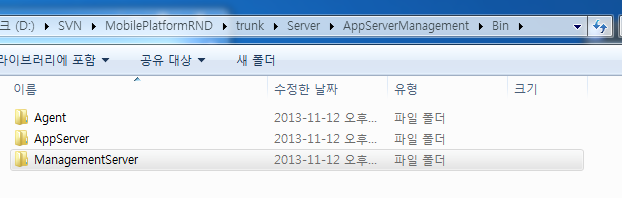 크 (D:) ▸ SVN ▸ MobilePlatformRND ▸ trunk ▸ Server ▸ AppServerManagement ▸ Bin ▸
라이브러리에 포함 공유 대상 새 폴더
이름 수정한 날짜 유형 크기
Agent 2013-11-12 오후... 파일 폴더
AppServer 2013-11-12 오후... 파일 폴더
ManagementServer 2013-11-12 오후... 파일 폴더